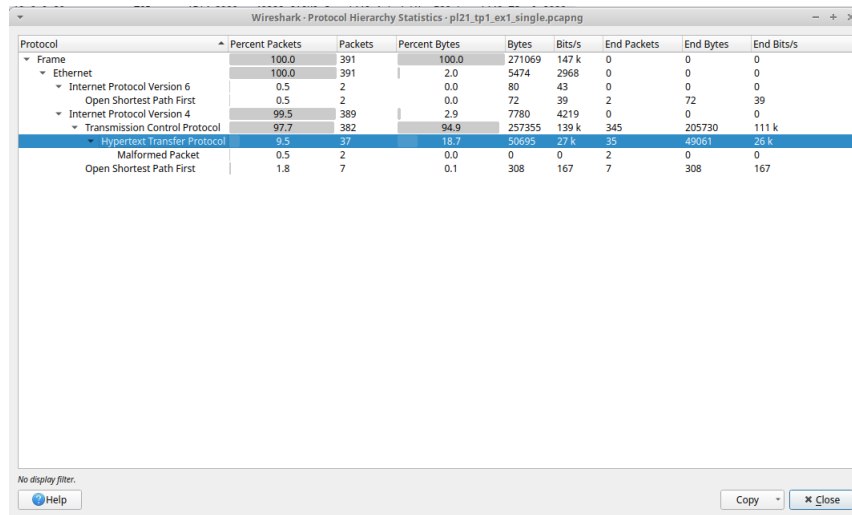 Wireshark · Protocol Hierarchy Statistics · pl21_tp1_ex1_single.pcapng
Protocol Percent Packets Packets Percent Bytes Bytes Bits/s End Packets End Bytes End Bits/s
Frame 100.0 391 100.0 271069 147 k 0 0 0
Ethernet 100.0 391 2.0 5474 2968 0 0 0
Internet Protocol Version 6 0.5 2 0.0 80 43 0 0 0
Open Shortest Path First 0.5 2 0.0 72 39 2 72 39
Internet Protocol Version 4 99.5 389 2.9 7780 4219 0 0 0
Transmission Control Protocol 97.7 382 94.9 257355 139 k 345 205730 111 k
Hypertext Transfer Protocol 9.5 37 18.7 50695 27 k 35 49061 26 k
Malformed Packet 0.5 2 0.0 0 0 2 0 0
Open Shortest Path First 1.8 7 0.1 308 167 7 308 167
No display filter.
Help Copy Close